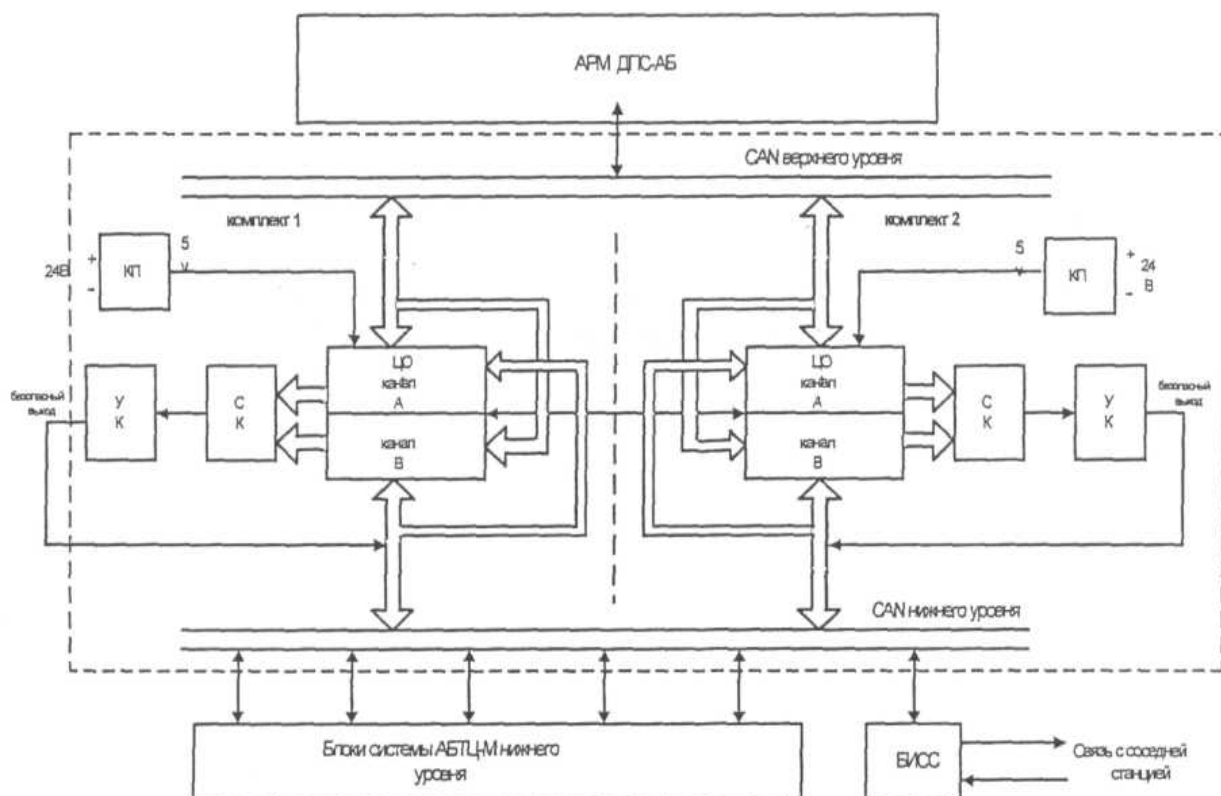 АРМ ДПС-АБ
CAN верхнего уровня
комплект 1
комплект 2
24В
+
-
КП
5
v
5
v
КП
+
-
24
В
безопасный
выход
У
К
С
К
ЦО
канал
А
канал
В
ЦО
канал
А
канал
В
С
К
У
К
безопасный
выход
CAN нижнего уровня
Блоки системы АБТЦ-М нижнего
уровня
БИСС
Связь с соседней
станцией